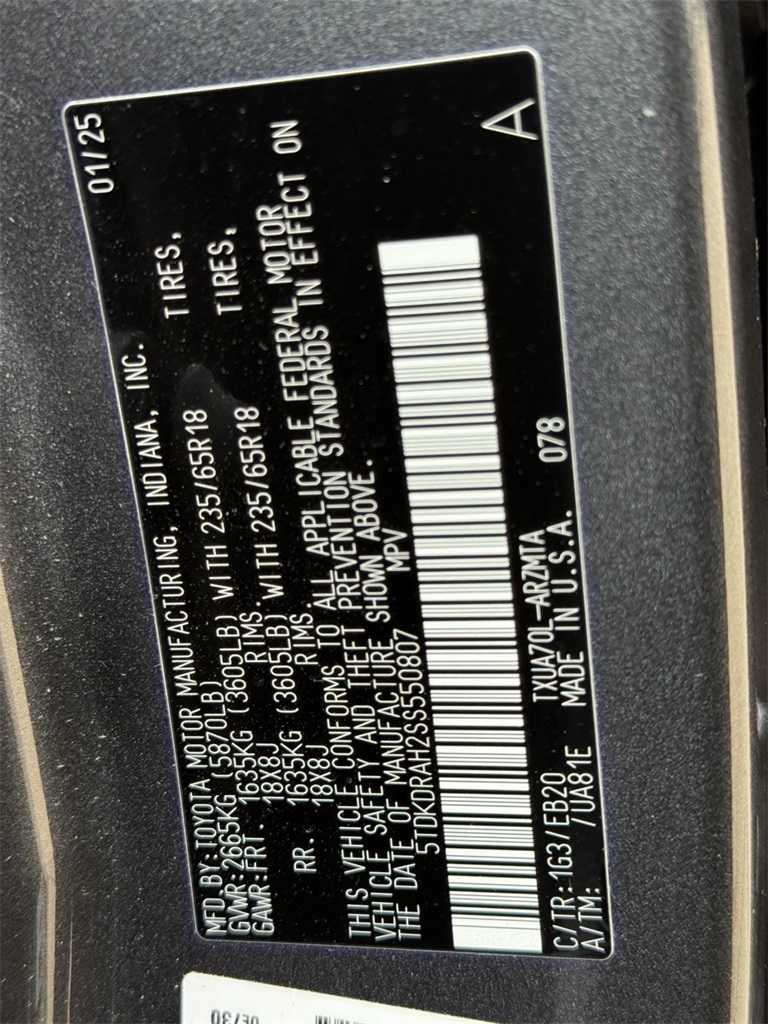 MFD BY:TOYOTA MOTOR MANUFACTURING, INDIANA, INC. 01/25
GVWR:2665KG (5870LB)
GAWR:FRT. 1635KG (3605LB) WITH 235/65R18 TIRES,
18X8J RIMS.
RR. 1635KG (3605LB) WITH 235/65R18 TIRES,
18X8J RIMS.
THIS VEHICLE CONFORMS TO ALL APPLICABLE FEDERAL MOTOR
VEHICLE SAFETY AND THEFT PREVENTION STANDARDS IN EFFECT ON
THE DATE OF MANUFACTURE SHOWN ABOVE.
5TDKDRAH2SS550807 MPV
A
C/TR:1G3/EB20 TXUA70L-ARZMTA 078
A/TM: /UA81E MADE IN U.S.A.
0E730